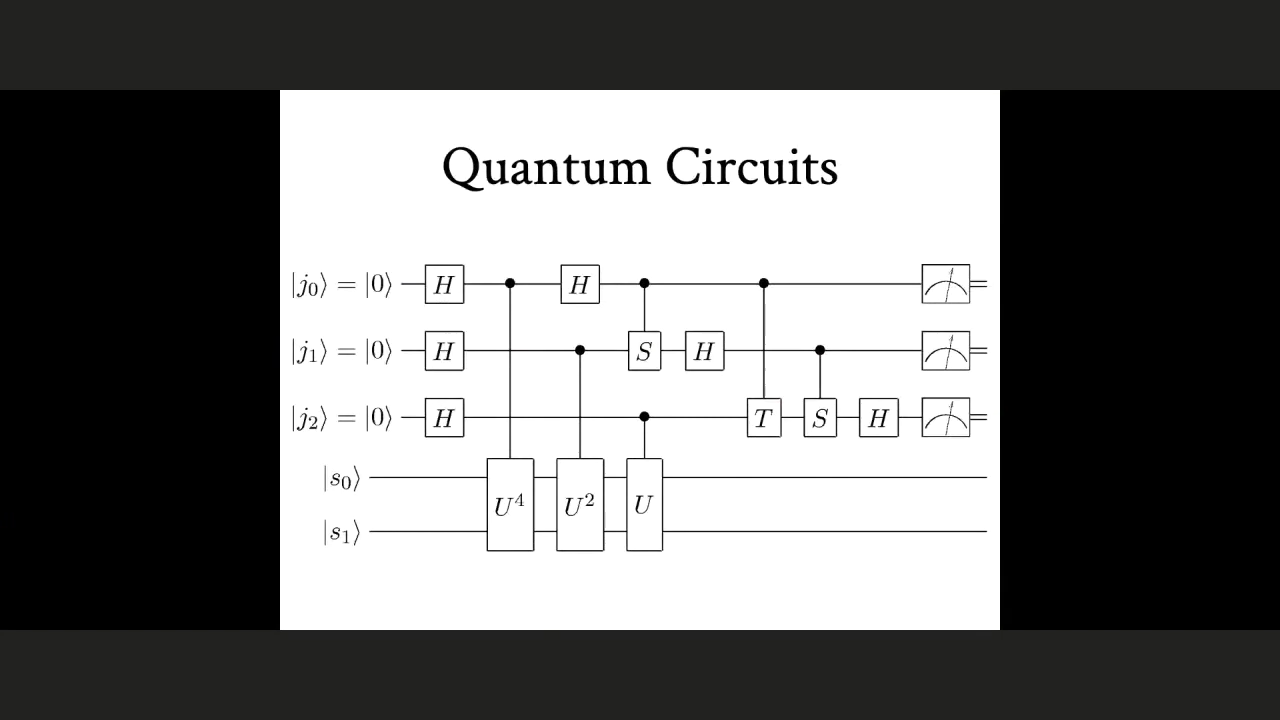 Quantum Circuits
|j₀⟩ = |0⟩ H H
|j₁⟩ = |0⟩ H S H
|j₂⟩ = |0⟩ H T S H
|s₀⟩
U⁴ U² U
|s₁⟩